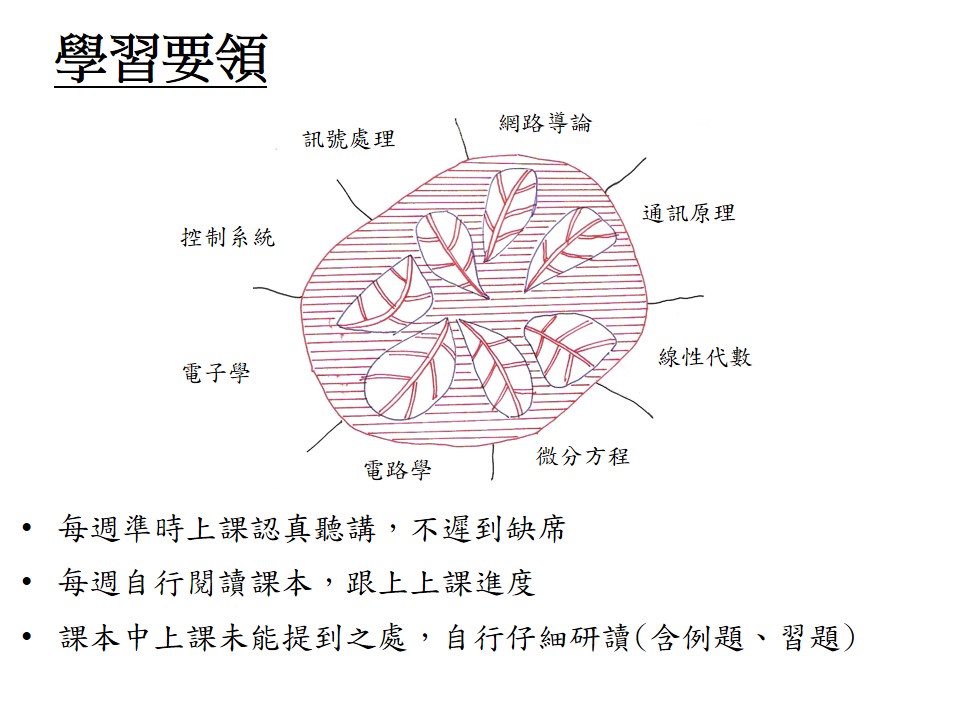 學習要領
網路導論
訊號處理
通訊原理
控制系統
線性代數
電子學
微分方程
電路學
• 每週準時上課認真聽講，不遲到缺席
• 每週自行閱讀課本，跟上上課進度
• 課本中上課未能提到之處，自行仔細研讀(含例題、習題)